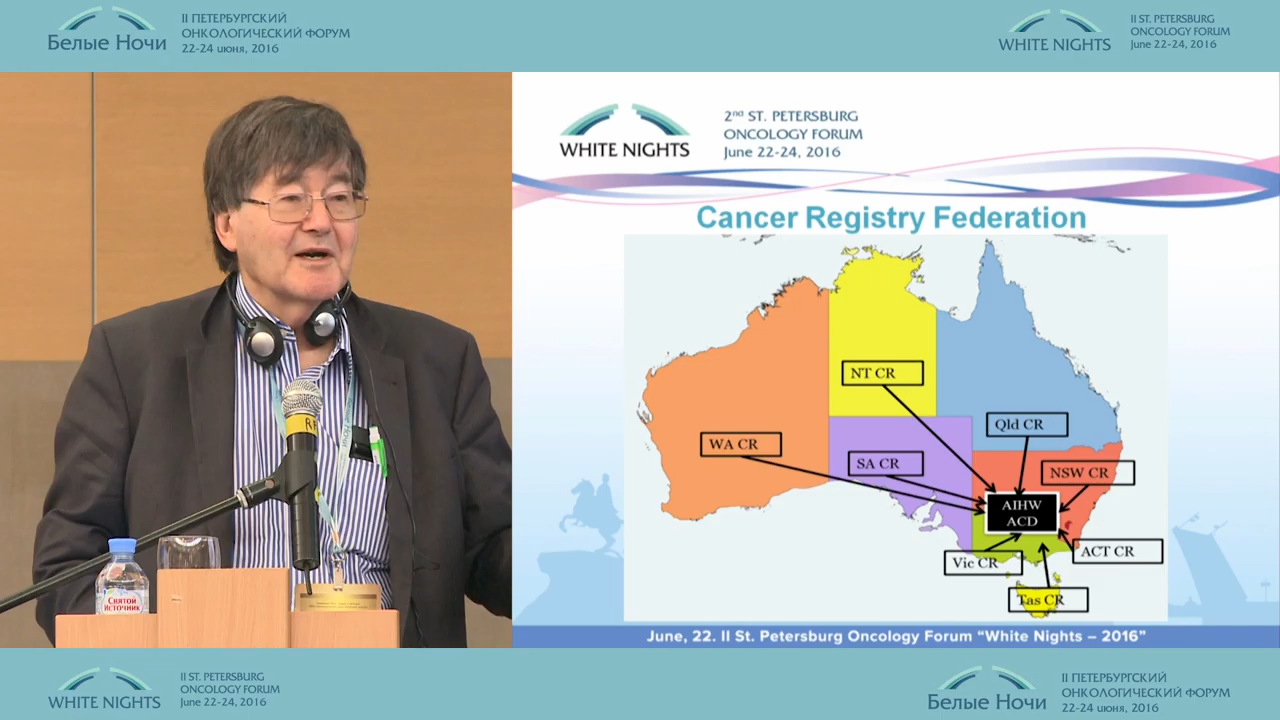 Белые Ночи
II ПЕТЕРБУРГСКИЙ
ОНКОЛОГИЧЕСКИЙ ФОРУМ
22-24 июня, 2016
WHITE NIGHTS
II ST. PETERSBURG
ONCOLOGY FORUM
June 22-24, 2016
WHITE NIGHTS
2nd ST. PETERSBURG
ONCOLOGY FORUM
June 22-24, 2016
Cancer Registry Federation
NT CR
Qld CR
WA CR
SA CR
NSW CR
AIHW
ACD
ACT CR
Vic CR
Tas CR
June, 22. II St. Petersburg Oncology Forum “White Nights – 2016”
СВЯТОЙ
ИСТОЧНИК
WHITE NIGHTS
II ST. PETERSBURG
ONCOLOGY FORUM
June 22-24, 2016
Белые Ночи
II ПЕТЕРБУРГСКИЙ
ОНКОЛОГИЧЕСКИЙ ФОРУМ
22-24 июня, 2016